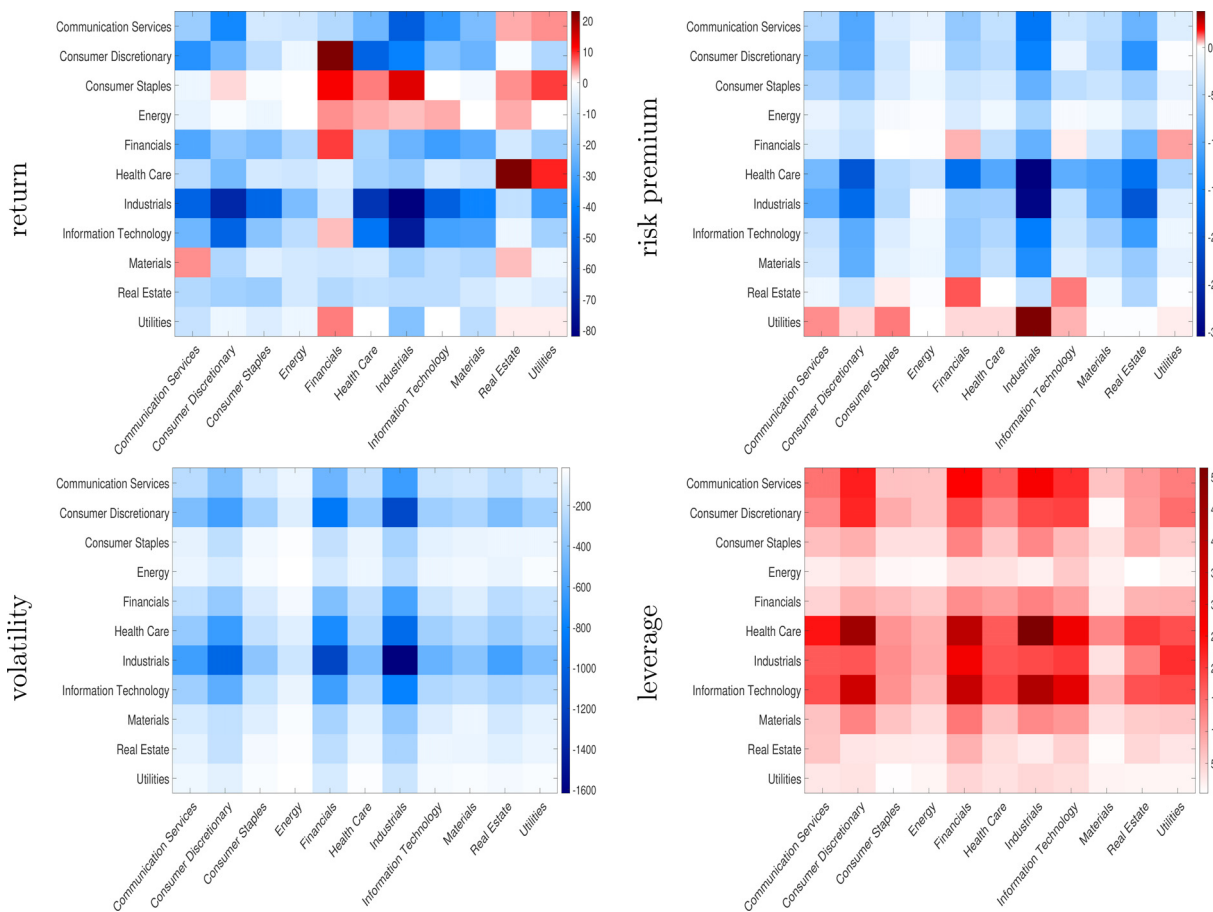 return
Communication Services
Consumer Discretionary
Consumer Staples
Energy
Financials
Health Care
Industrials
Information Technology
Materials
Real Estate
Utilities
20
10
0
-10
-20
-30
-40
-50
-60
-70
-80
Communication Services
Consumer Discretionary
Consumer Staples
Energy
Financials
Health Care
Industrials
Information Technology
Materials
Real Estate
Utilities
risk premium
Communication Services
Consumer Discretionary
Consumer Staples
Energy
Financials
Health Care
Industrials
Information Technology
Materials
Real Estate
Utilities
0
Communication Services
Consumer Discretionary
Consumer Staples
Energy
Financials
Health Care
Industrials
Information Technology
Materials
Real Estate
Utilities
volatility
Communication Services
Consumer Discretionary
Consumer Staples
Energy
Financials
Health Care
Industrials
Information Technology
Materials
Real Estate
Utilities
-200
-400
-600
-800
-1000
-1200
-1400
-1600
Communication Services
Consumer Discretionary
Consumer Staples
Energy
Financials
Health Care
Industrials
Information Technology
Materials
Real Estate
Utilities
leverage
Communication Services
Consumer Discretionary
Consumer Staples
Energy
Financials
Health Care
Industrials
Information Technology
Materials
Real Estate
Utilities
Communication Services
Consumer Discretionary
Consumer Staples
Energy
Financials
Health Care
Industrials
Information Technology
Materials
Real Estate
Utilities